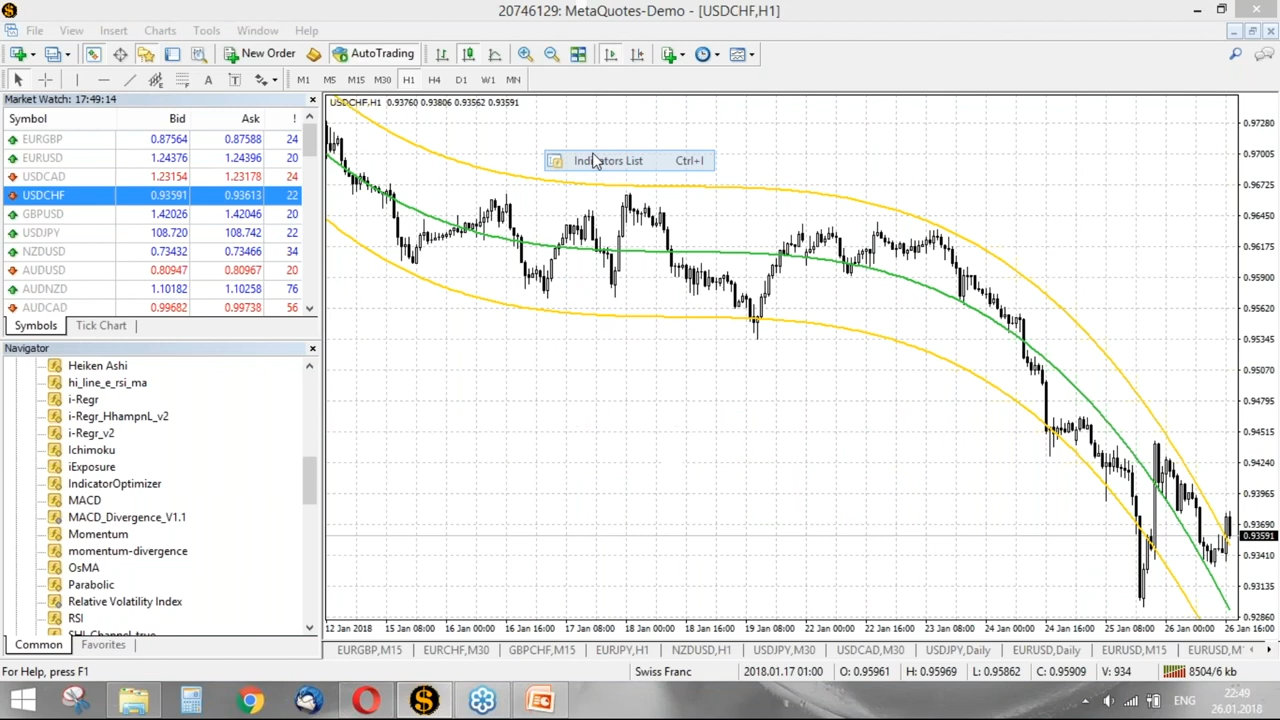 20746129: MetaQuotes-Demo - [USDCHF,H1]
File View Insert Charts Tools Window Help
New Order AutoTrading
A T M1 M5 M15 M30 H1 H4 D1 W1 MN
Market Watch: 17:49:14
Symbol Bid Ask !
EURGBP 0.87564 0.87588 24
EURUSD 1.24376 1.24396 20
USDCAD 1.23154 1.23178 24
USDCHF 0.93591 0.93613 22
GBPUSD 1.42026 1.42046 20
USDJPY 108.720 108.742 22
NZDUSD 0.73432 0.73466 34
AUDUSD 0.80947 0.80967 20
AUDNZD 1.10182 1.10258 76
AUDCAD 0.99682 0.99738 56
Symbols Tick Chart
Navigator
Heiken Ashi
hi_line_e_rsi_ma
i-Regr
i-Regr_HhampnL_v2
i-Regr_v2
Ichimoku
iExposure
IndicatorOptimizer
MACD
MACD_Divergence_V1.1
Momentum
momentum-divergence
OsMA
Parabolic
Relative Volatility Index
RSI
Common Favorites
USDCHF,H1 0.93760 0.93806 0.93562 0.93591
Indicators List Ctrl+I
0.97280
0.97005
0.96725
0.96450
0.96175
0.95900
0.95620
0.95345
0.95070
0.94795
0.94515
0.94240
0.93965
0.93690
0.93591
0.93410
0.93135
0.92860
12 Jan 2018 15 Jan 08:00 16 Jan 00:00 16 Jan 16:00 17 Jan 08:00 18 Jan 00:00 18 Jan 16:00 19 Jan 08:00 22 Jan 00:00 22 Jan 16:00 23 Jan 08:00 24 Jan 00:00 24 Jan 16:00 25 Jan 08:00 26 Jan 00:00 26 Jan 16:00
EURGBP,M15 EURCHF,M30 GBPCHF,M15 EURJPY,H1 NZDUSD,H1 USDJPY,M30 USDCAD,M30 USDJPY,Daily EURUSD,Daily EURUSD,M15
For Help, press F1 Swiss Franc 2018.01.17 01:00 O: 0.95961 H: 0.95969 L: 0.95862 C: 0.95909 V: 934 8504/6 kb
ENG 22:49
26.01.2018